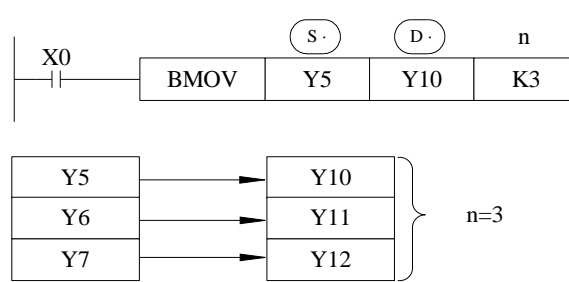 S · D · n
X0
BMOV Y5 Y10 K3
Y5 Y10
Y6 Y11 n=3
Y7 Y12